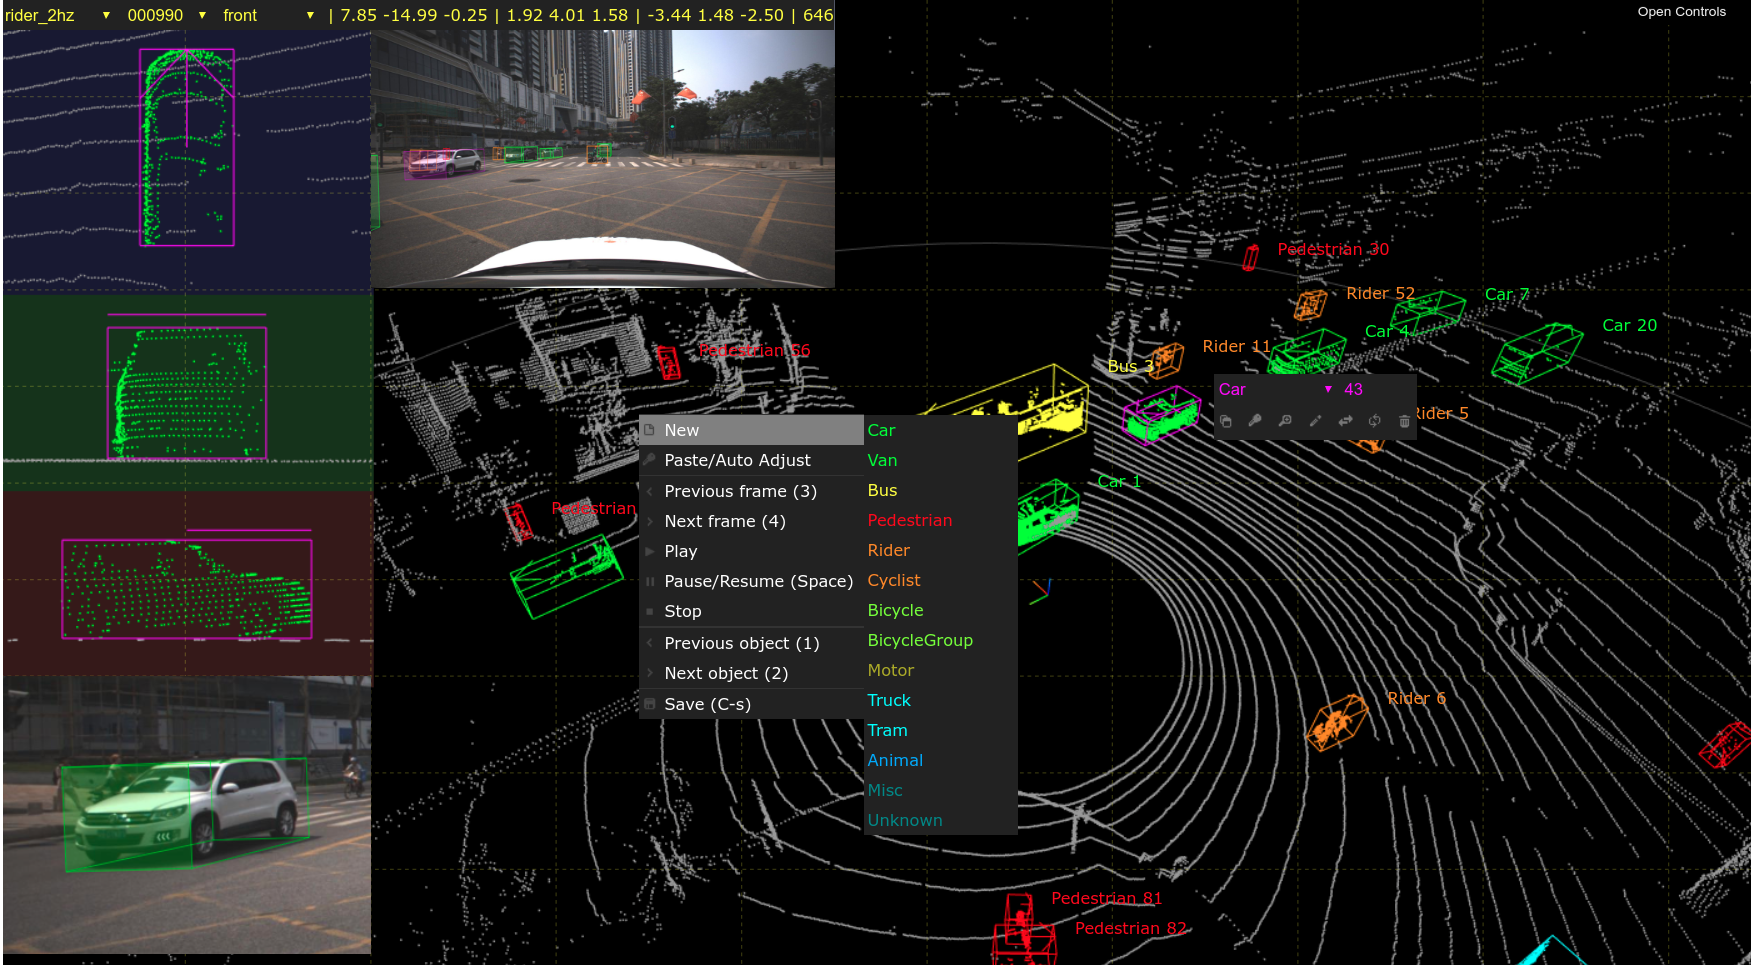 rider_2hz 000990 front | 7.85 -14.99 -0.25 | 1.92 4.01 1.58 | -3.44 1.48 -2.50 | 646
Open Controls
Pedestrian 30
Rider 52
Car 7
Car 4
Car 20
Rider 11
Pedestrian 56
Bus 3
Car 43
Rider 5
Car 1
Pedestrian
New
Paste/Auto Adjust
Previous frame (3)
Next frame (4)
Play
Pause/Resume (Space)
Stop
Previous object (1)
Next object (2)
Save (C-s)
Car
Van
Bus
Pedestrian
Rider
Cyclist
Bicycle
BicycleGroup
Motor
Truck
Tram
Animal
Misc
Unknown
Rider 6
Pedestrian 81
Pedestrian 82